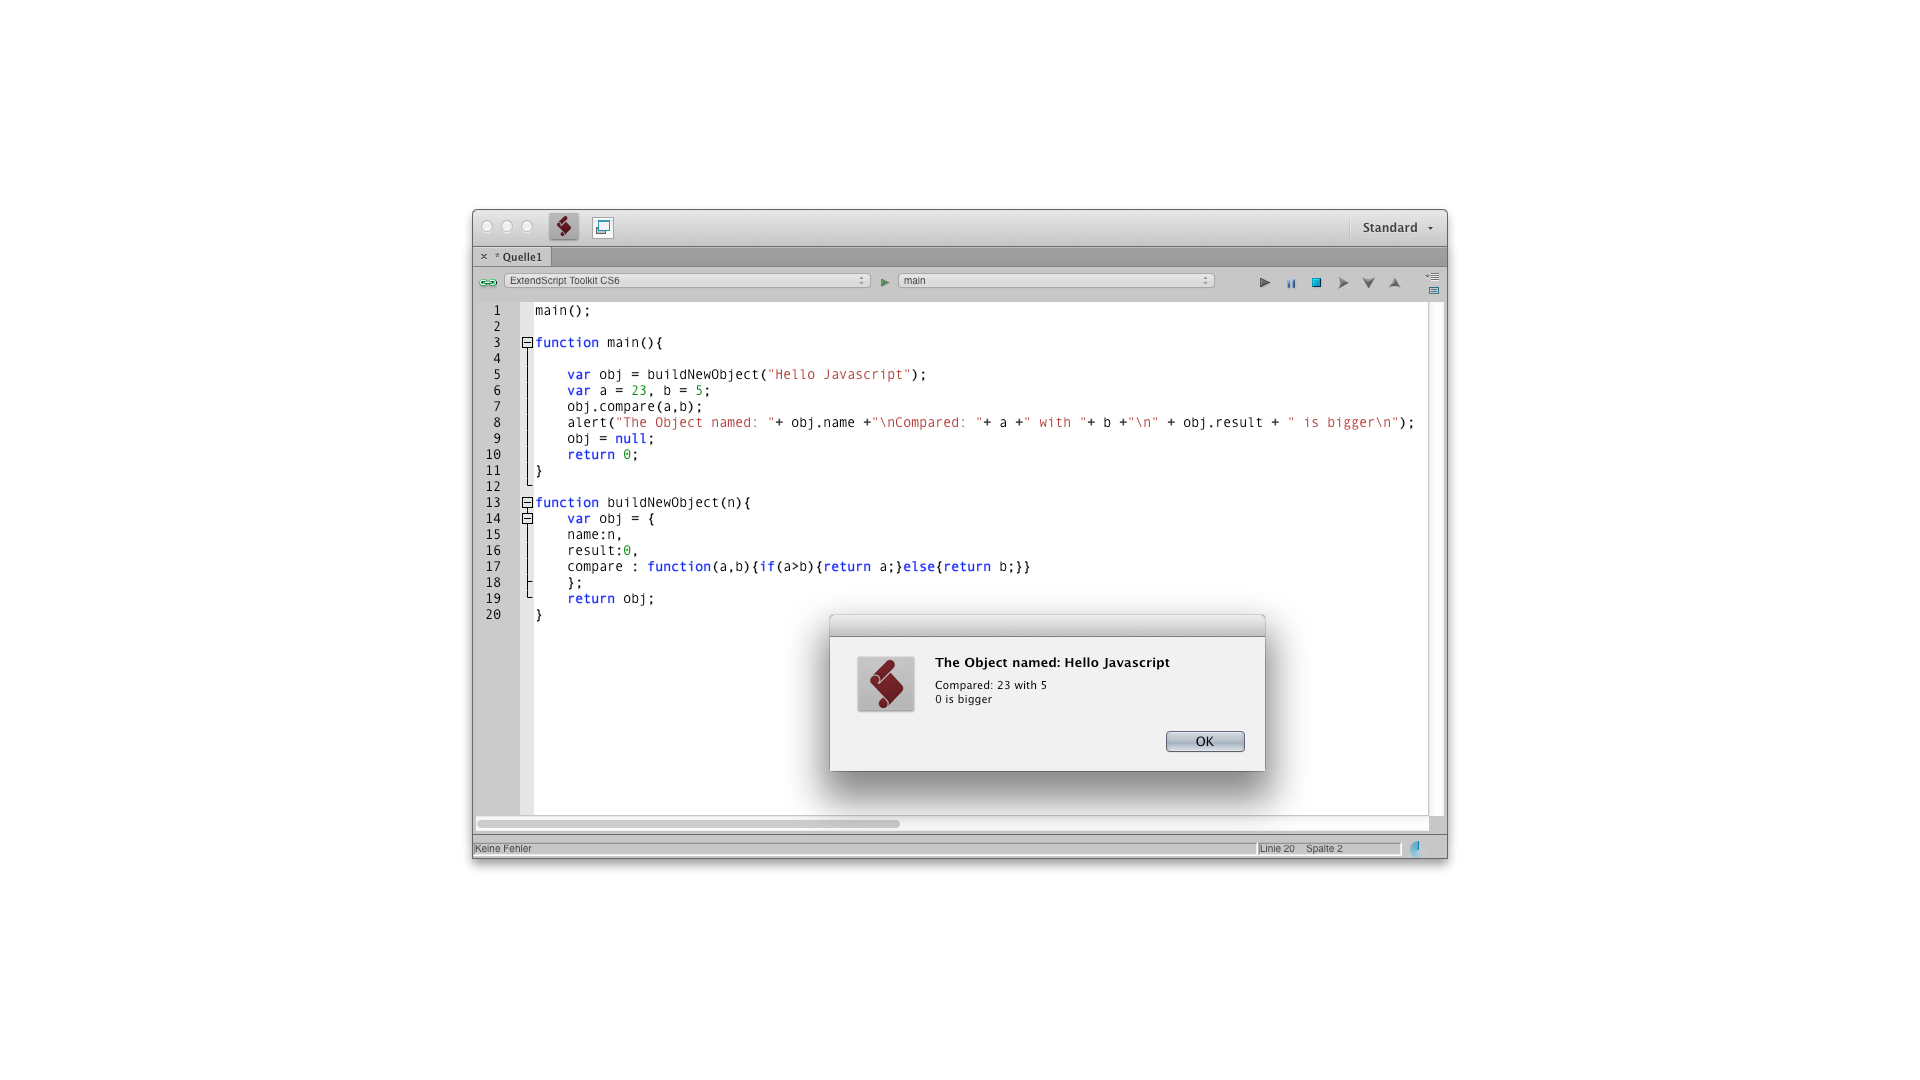 Standard
* Quelle1
ExtendScript Toolkit CS6
main
1 main();
2
3 function main(){
4
5 var obj = buildNewObject("Hello Javascript");
6 var a = 23, b = 5;
7 obj.compare(a,b);
8 alert("The Object named: "+ obj.name +"\nCompared: "+ a +" with "+ b +"\n" + obj.result + " is bigger\n");
9 obj = null;
10 return 0;
11 }
12
13 function buildNewObject(n){
14 var obj = {
15 name:n,
16 result:0,
17 compare : function(a,b){if(a>b){return a;}else{return b;}}
18 };
19 return obj;
20 }
The Object named: Hello Javascript
Compared: 23 with 5
0 is bigger
OK
Keine Fehler
Linie 20 Spalte 2